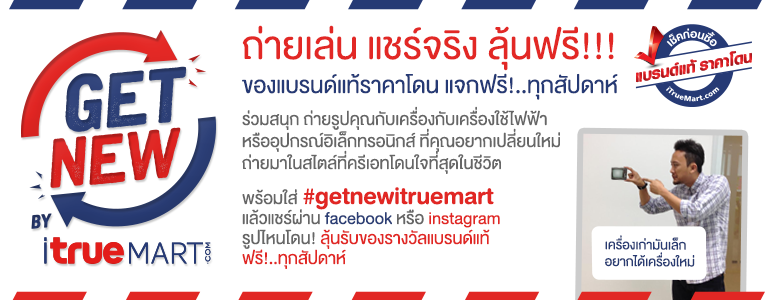 GET
NEW
BY
itrueMART.COM
ถ่ายเล่น แชร์จริง ลุ้นฟรี!!!
ของแบรนด์แท้ราคาโดน แจกฟรี!..ทุกสัปดาห์
ร่วมสนุก ถ่ายรูปคุณกับเครื่องกับเครื่องใช้ไฟฟ้า
หรืออุปกรณ์อิเล็กทรอนิกส์ ที่คุณอยากเปลี่ยนใหม่
ถ่ายมาในสไตล์ที่ครีเอทโดนใจที่สุดในชีวิต
พร้อมใส่ #getnewitruemart
แล้วแชร์ผ่าน facebook หรือ instagram
รูปไหนโดน! ลุ้นรับของรางวัลแบรนด์แท้
ฟรี!..ทุกสัปดาห์
เช็คก่อนซื้อ
แบรนด์แท้ ราคาโดน
iTrueMart.com
เครื่องเก่ามันเล็ก
อยากได้เครื่องใหม่